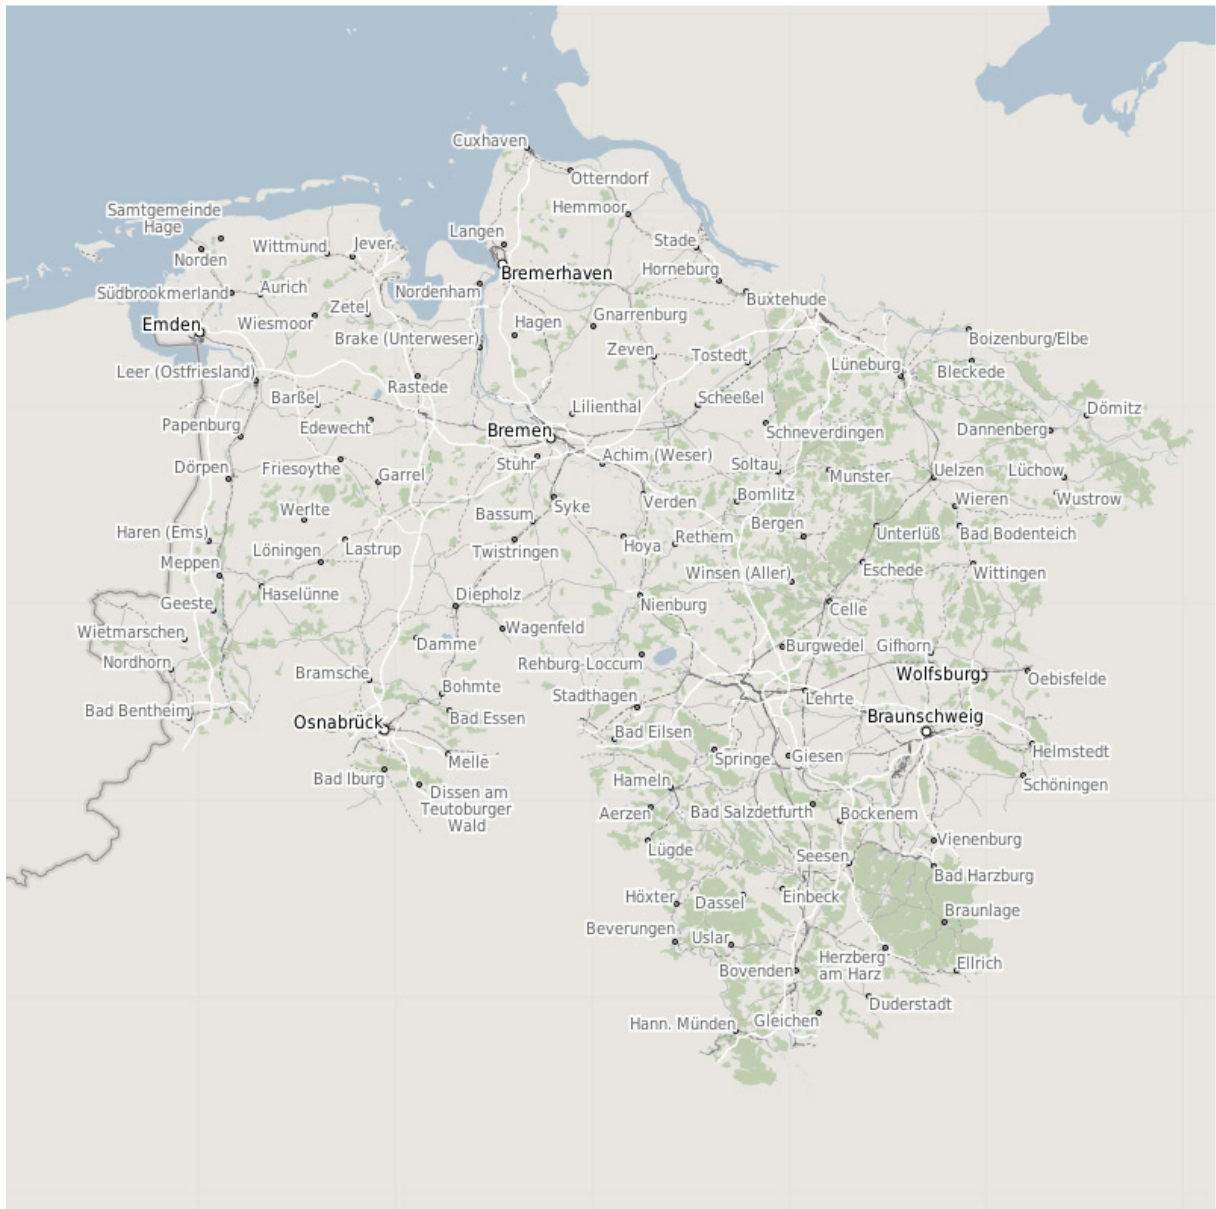 Cuxhaven
Otterndorf
Hemmoor
Samtgemeinde
Hage
Langen
Stade
Wittmund
Jever
Norden
Bremerhaven
Horneburg
Südbrookmerland
Aurich
Nordenham
Buxtehude
Zetel
Gnarrenburg
Emden
Wiesmoor
Hagen
Brake (Unterweser)
Boizenburg/Elbe
Zeven
Tostedt
Lüneburg
Bleckede
Leer (Ostfriesland)
Rastede
Barßel
Scheeßel
Lilienthal
Dömitz
Papenburg
Edewecht
Bremen
Schneverdingen
Dannenberg
Achim (Weser)
Stuhr
Soltau
Dörpen
Friesoythe
Garrel
Munster
Uelzen
Lüchow
Bomlitz
Werlte
Syke
Verden
Wieren
Wustrow
Bassum
Bergen
Haren (Ems)
Unterlüß
Bad Bodenteich
Rethem
Hoya
Löningen
Lastrup
Twistringen
Meppen
Eschede
Winsen (Aller)
Wittingen
Haselünne
Diepholz
Geeste
Nienburg
Celle
Wietmarschen
Wagenfeld
Damme
Burgwedel
Gifhorn
Nordhorn
Rehburg-Loccum
Bramsche
Wolfsburg
Oebisfelde
Bohmte
Stadthagen
Lehrte
Bad Bentheim
Osnabrück
Bad Essen
Braunschweig
Bad Eilsen
Helmstedt
Melle
Springe
Giesen
Bad Iburg
Hameln
Schöningen
Dissen am
Teutoburger
Wald
Aerzen
Bad Salzdetfurth
Bockenem
Vienenburg
Lügde
Seesen
Bad Harzburg
Höxter
Dassel
Einbeck
Braunlage
Beverungen
Uslar
Herzberg
am Harz
Ellrich
Bovenden
Duderstadt
Hann. Münden
Gleichen